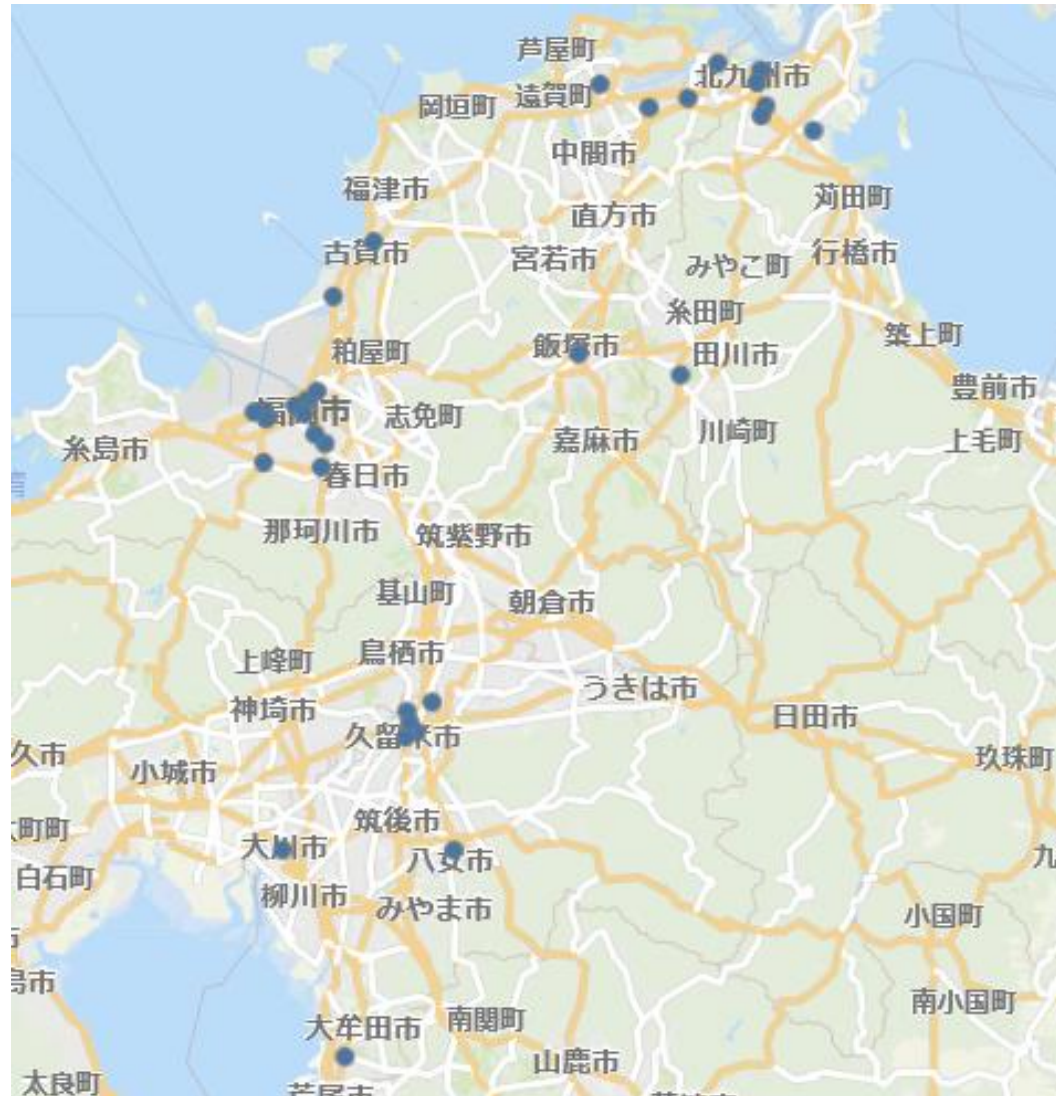 芦屋町
北九州市
遠賀町
岡垣町
中間市
福津市
苅田町
直方市
古賀市
宮若市
みやこ町
行橋市
糸田町
築上町
粕屋町
飯塚市
田川市
豊前市
福岡市
志免町
嘉麻市
川崎町
上毛町
糸島市
春日市
那珂川市
筑紫野市
基山町
朝倉市
鳥栖市
上峰町
うきは市
神埼市
日田市
久留米市
久市
玖珠町
小城市
筑後市
町町
大川市
八女市
九
白石町
柳川市
みやま市
小国町
島市
南小国町
大牟田市
南関町
山鹿市
太良町
荒尾市